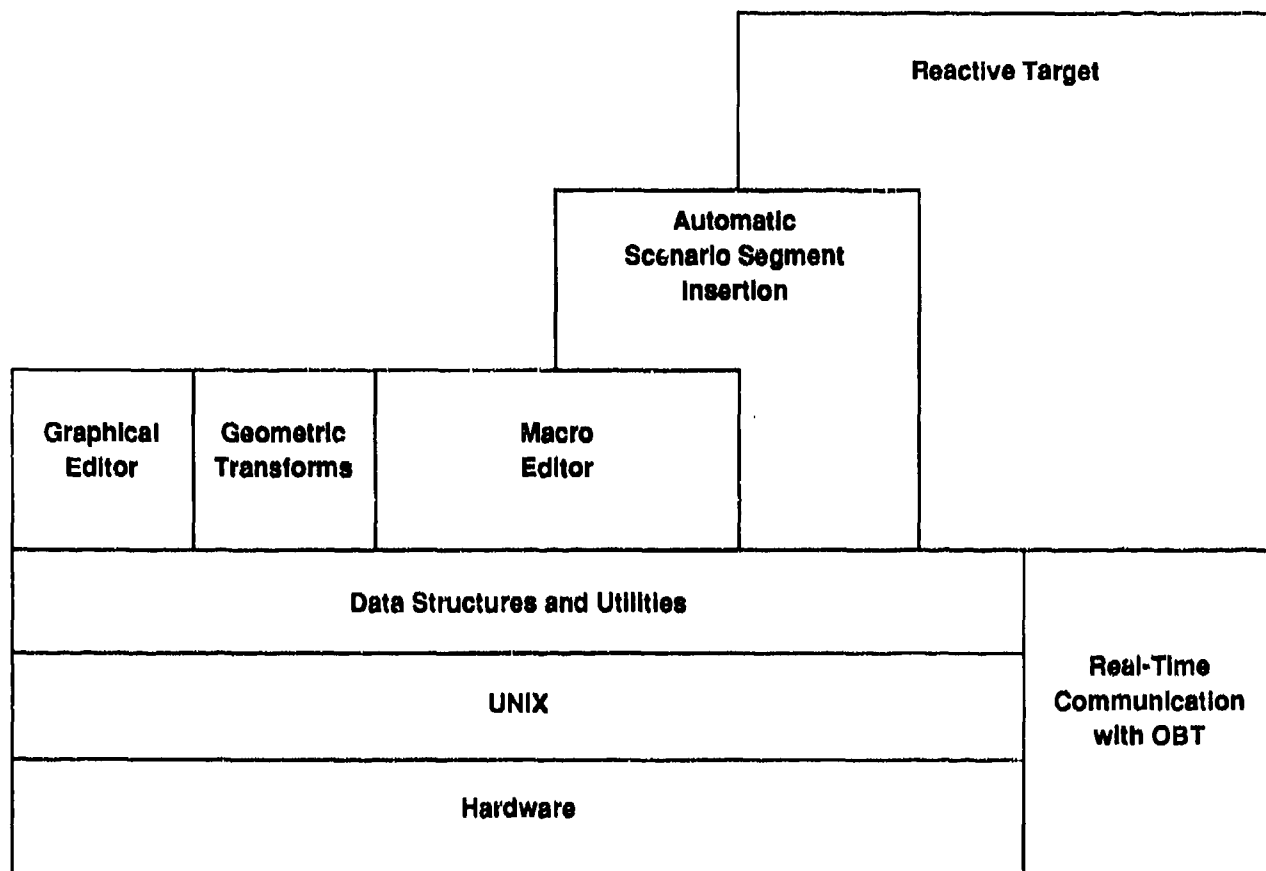 Reactive Target
Automatic
Scenario Segment
Insertion
Graphical
Editor
Geometric
Transforms
Macro
Editor
Data Structures and Utilities
UNIX
Hardware
Real-Time
Communication
with OBT